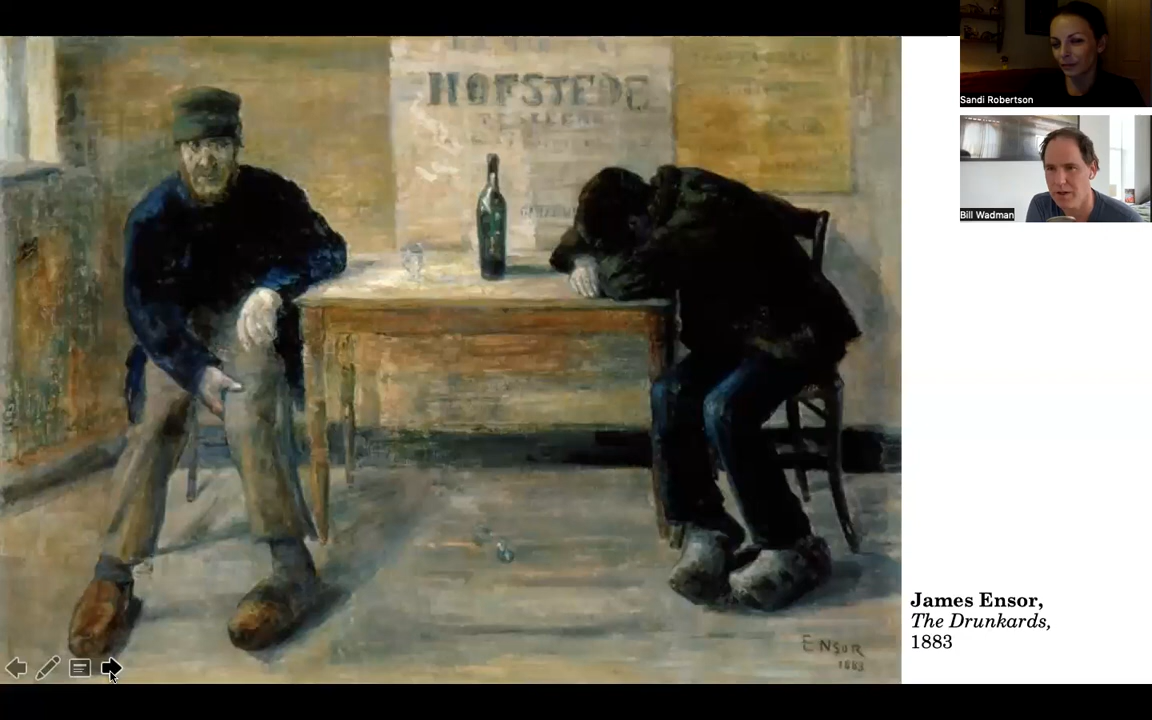 HOFSTEDE
ENSOR
1883
James Ensor,
The Drunkards,
1883
Sandi Robertson
Bill Wadman